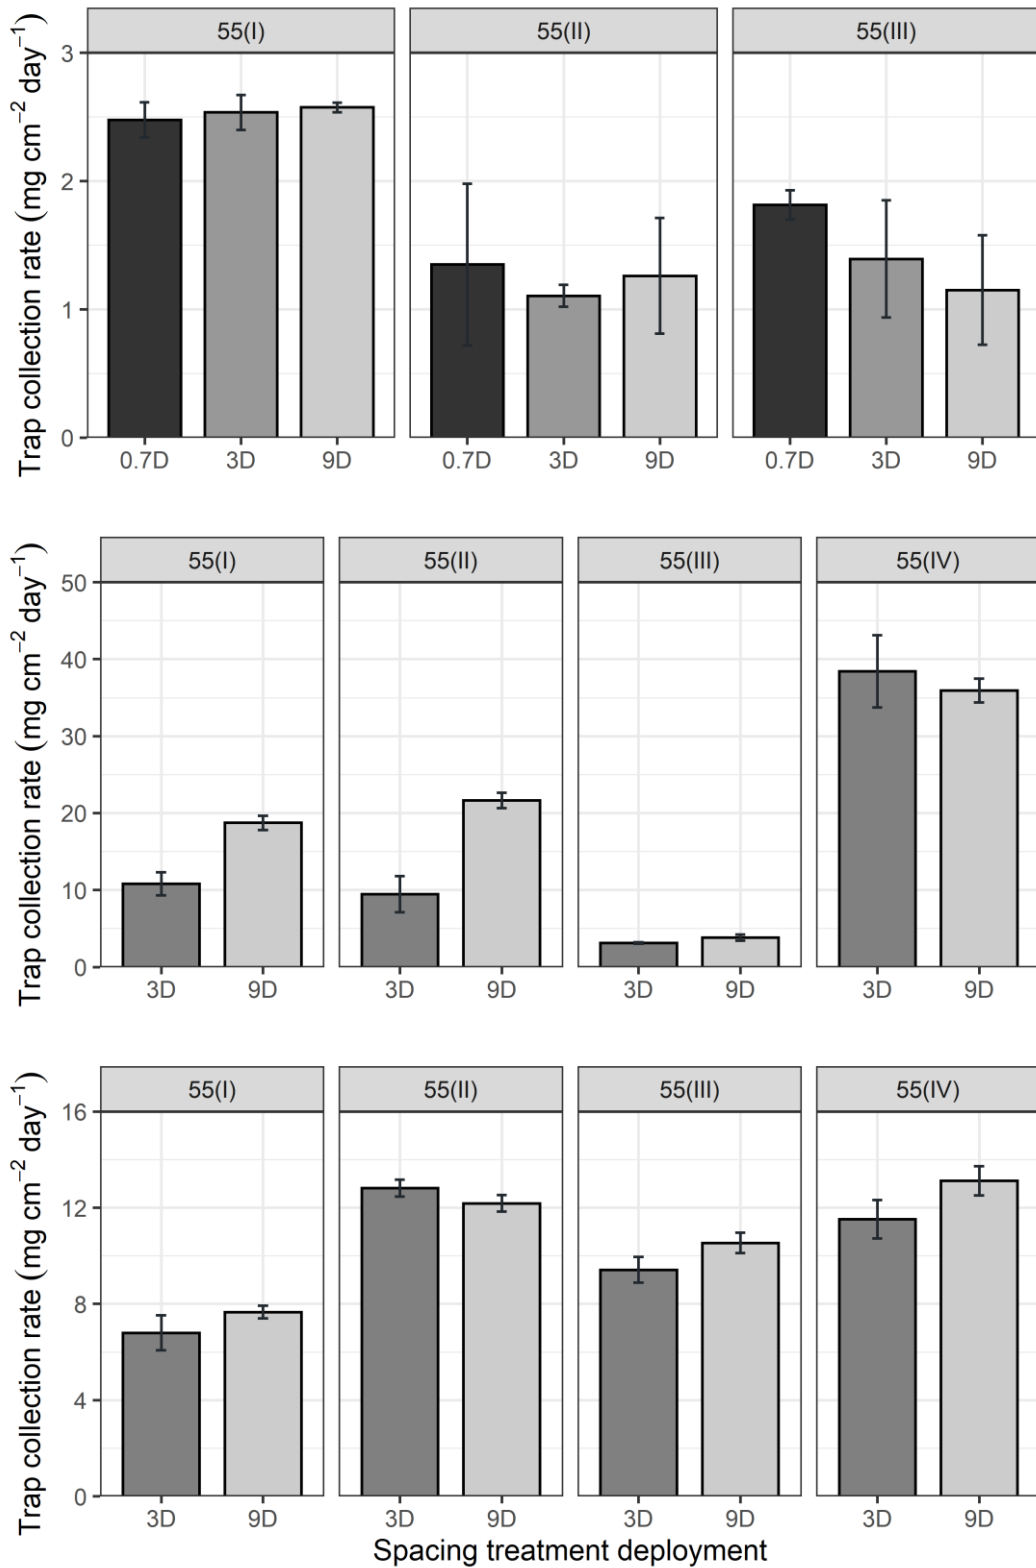 55(I) 55(II) 55(III)
Trap collection rate (mg cm⁻² day⁻¹)
3
2
1
0
0.7D 3D 9D 0.7D 3D 9D 0.7D 3D 9D
55(I) 55(II) 55(III) 55(IV)
Trap collection rate (mg cm⁻² day⁻¹)
50
40
30
20
10
0
3D 9D 3D 9D 3D 9D 3D 9D
55(I) 55(II) 55(III) 55(IV)
Trap collection rate (mg cm⁻² day⁻¹)
16
12
8
4
0
3D 9D 3D 9D 3D 9D 3D 9D
Spacing treatment deployment